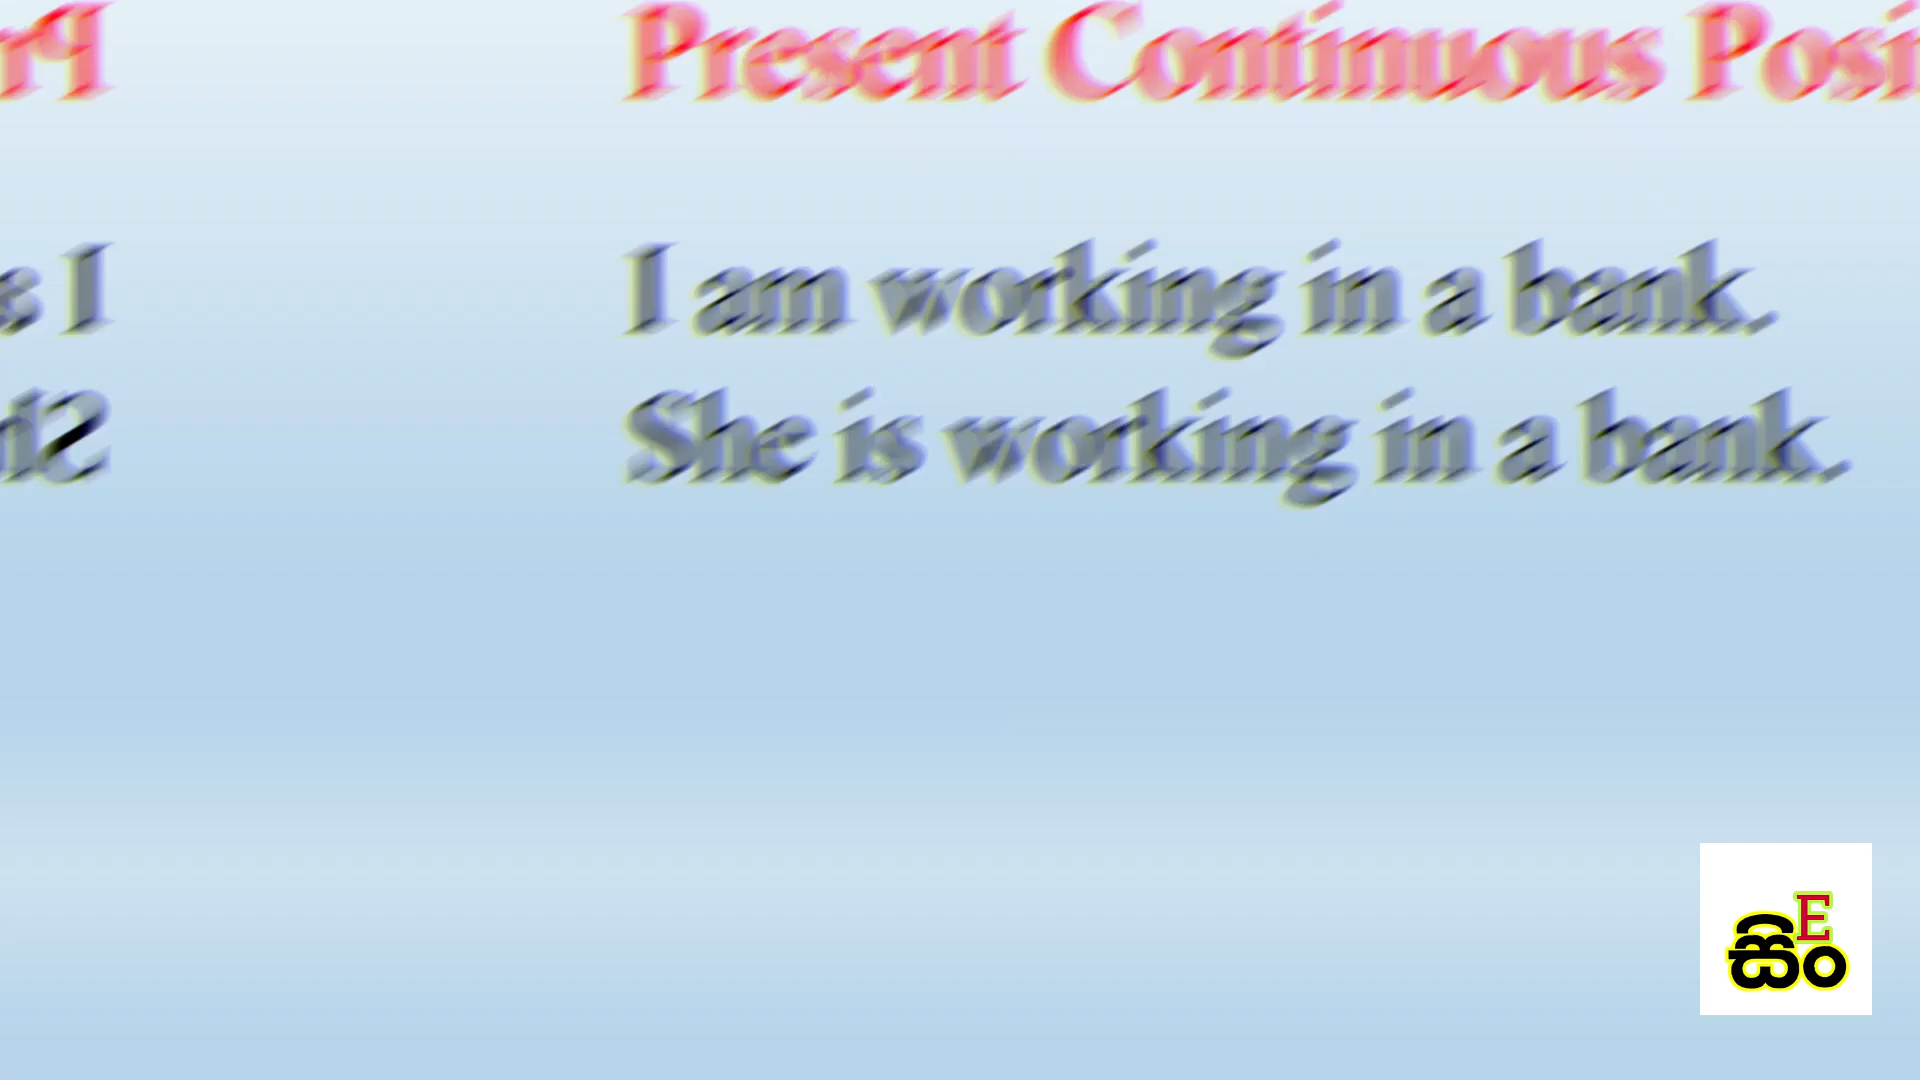 Present Continuous Posi
I am working in a bank.
She is working in a bank.
සිං
E